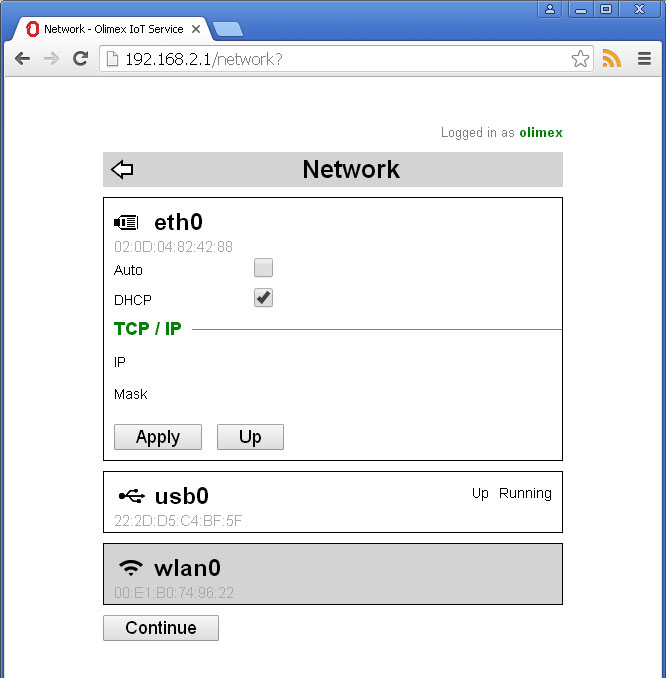 Network - Olimex IoT Service
192.168.2.1/network?
Logged in as olimex
Network
eth0
02:0D:04:82:42:88
Auto
DHCP
TCP / IP
IP
Mask
Apply Up
usb0 Up Running
22:2D:D5:C4:BF:5F
wlan0
00:E1:B0:74:96:22
Continue